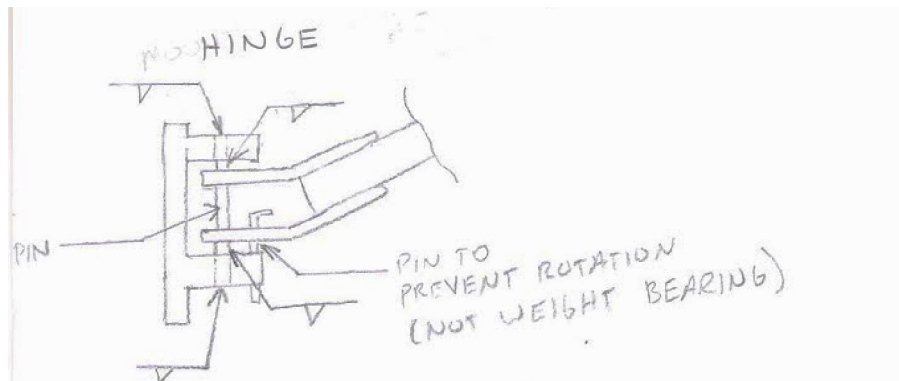 HINGE
PIN
PIN TO
PREVENT ROTATION
(NOT WEIGHT BEARING)